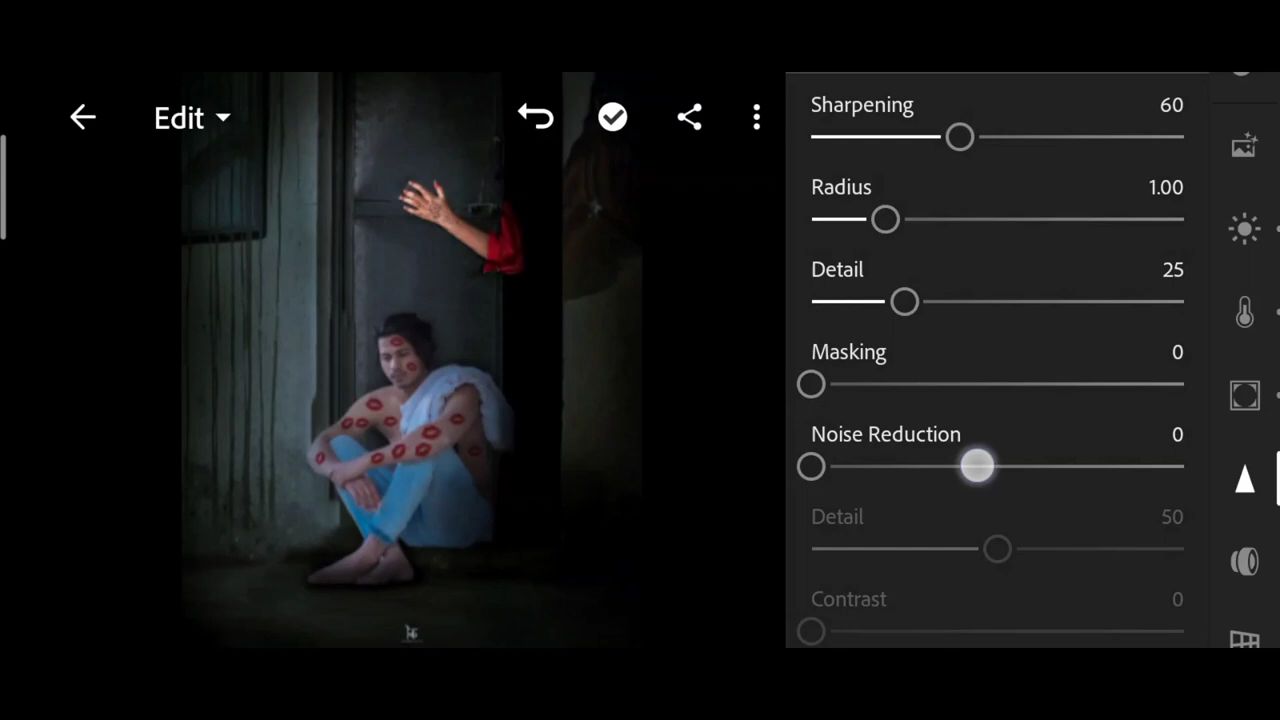 Edit
Sharpening 60
Radius 1.00
Detail 25
Masking 0
Noise Reduction 0
Detail 50
Contrast 0